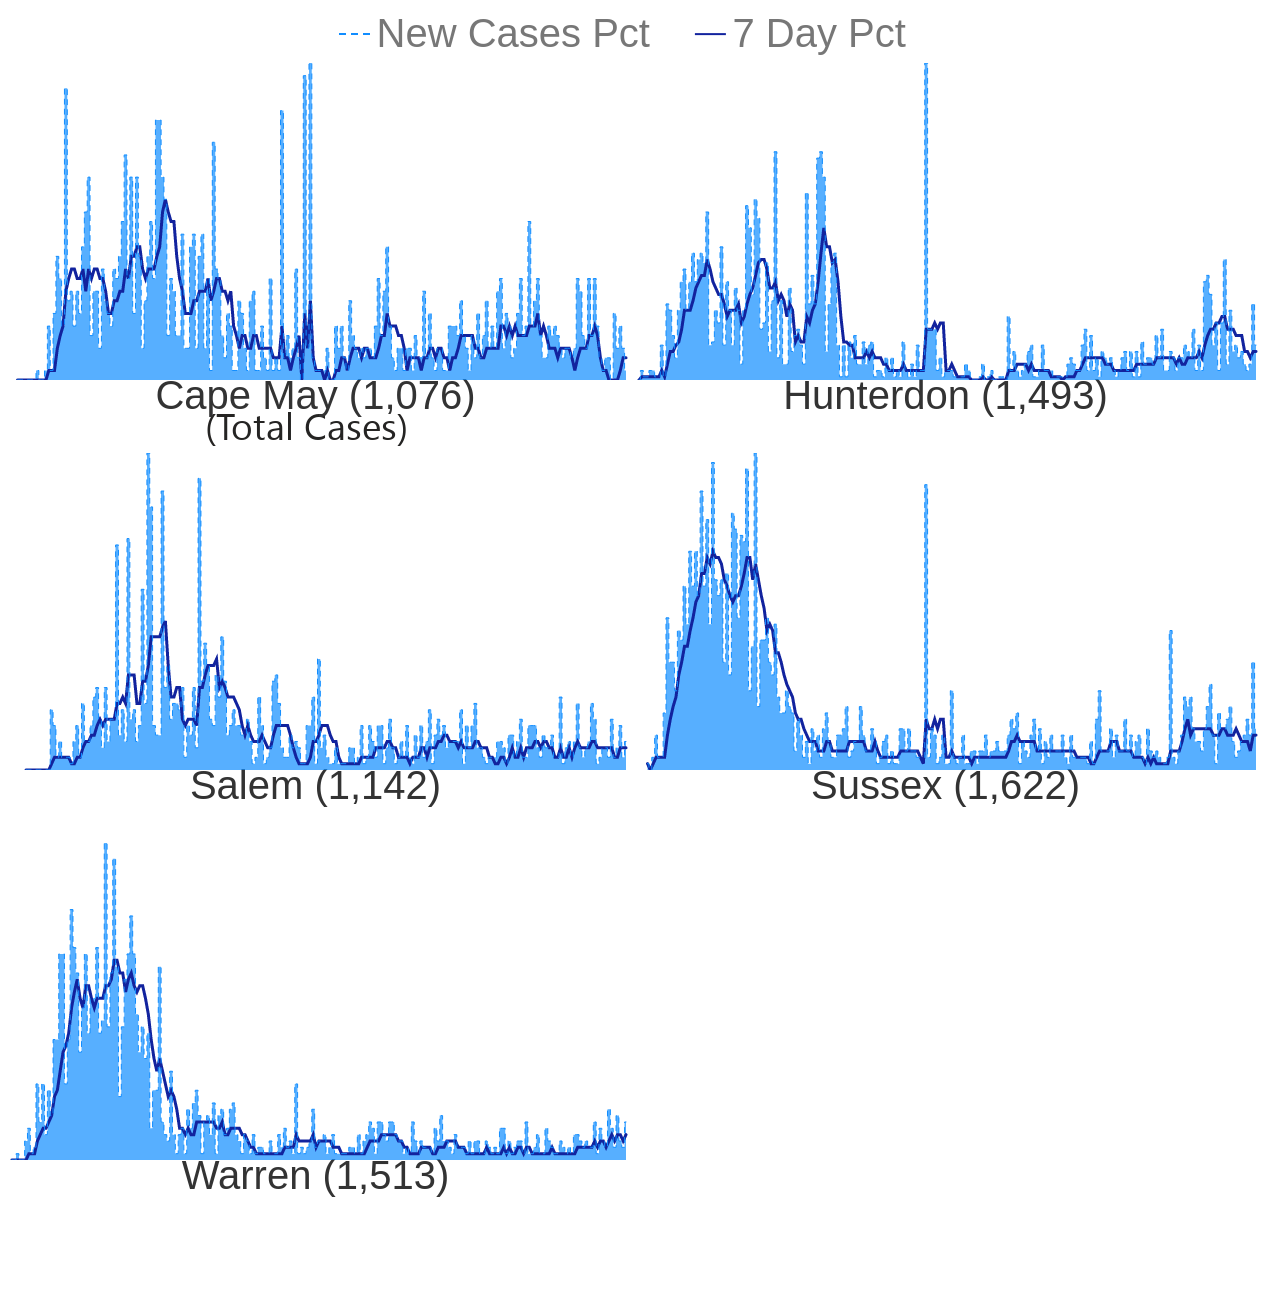 New Cases Pct 7 Day Pct
Cape May (1,076) Hunterdon (1,493)
(Total Cases)
Salem (1,142) Sussex (1,622)
Warren (1,513)